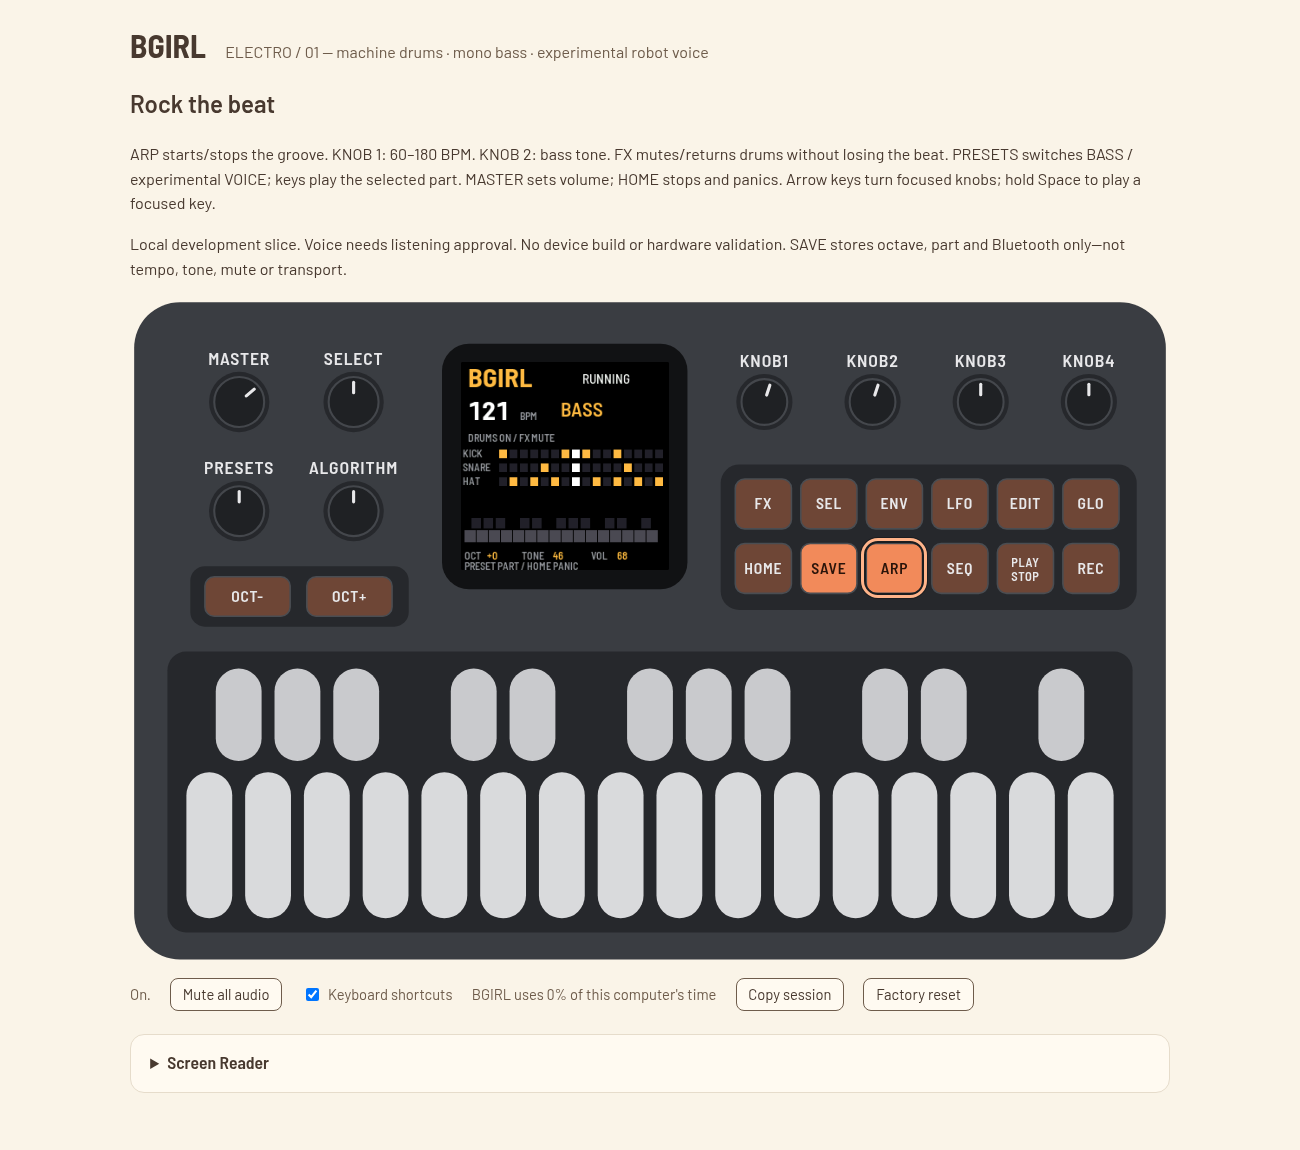 BGIRL ELECTRO / 01 — machine drums · mono bass · experimental robot voice
Rock the beat
ARP starts/stops the groove. KNOB 1: 60–180 BPM. KNOB 2: bass tone. FX mutes/returns drums without losing the beat. PRESETS switches BASS /
experimental VOICE; keys play the selected part. MASTER sets volume; HOME stops and panics. Arrow keys turn focused knobs; hold Space to play a
focused key.
Local development slice. Voice needs listening approval. No device build or hardware validation. SAVE stores octave, part and Bluetooth only—not
tempo, tone, mute or transport.
MASTER SELECT
PRESETS ALGORITHM
OCT- OCT+
BGIRL RUNNING
121 BPM BASS
DRUMS ON / FX MUTE
KICK
SNARE
HAT
OCT +0 TONE 46 VOL 68
PRESET PART / HOME PANIC
KNOB1 KNOB2 KNOB3 KNOB4
FX SEL ENV LFO EDIT GLO
HOME SAVE ARP SEQ PLAY STOP REC
On. Mute all audio Keyboard shortcuts BGIRL uses 0% of this computer's time Copy session Factory reset
Screen Reader